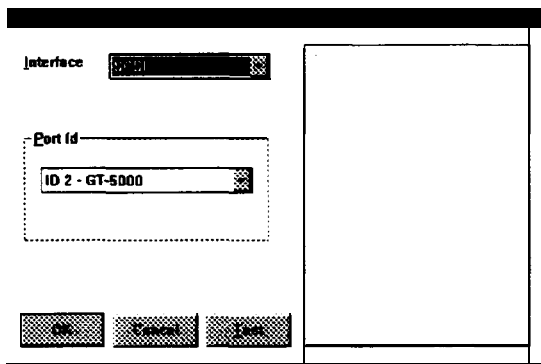 Interface
Port Id
ID 2 - GT-5000
OK
Cancel
Test